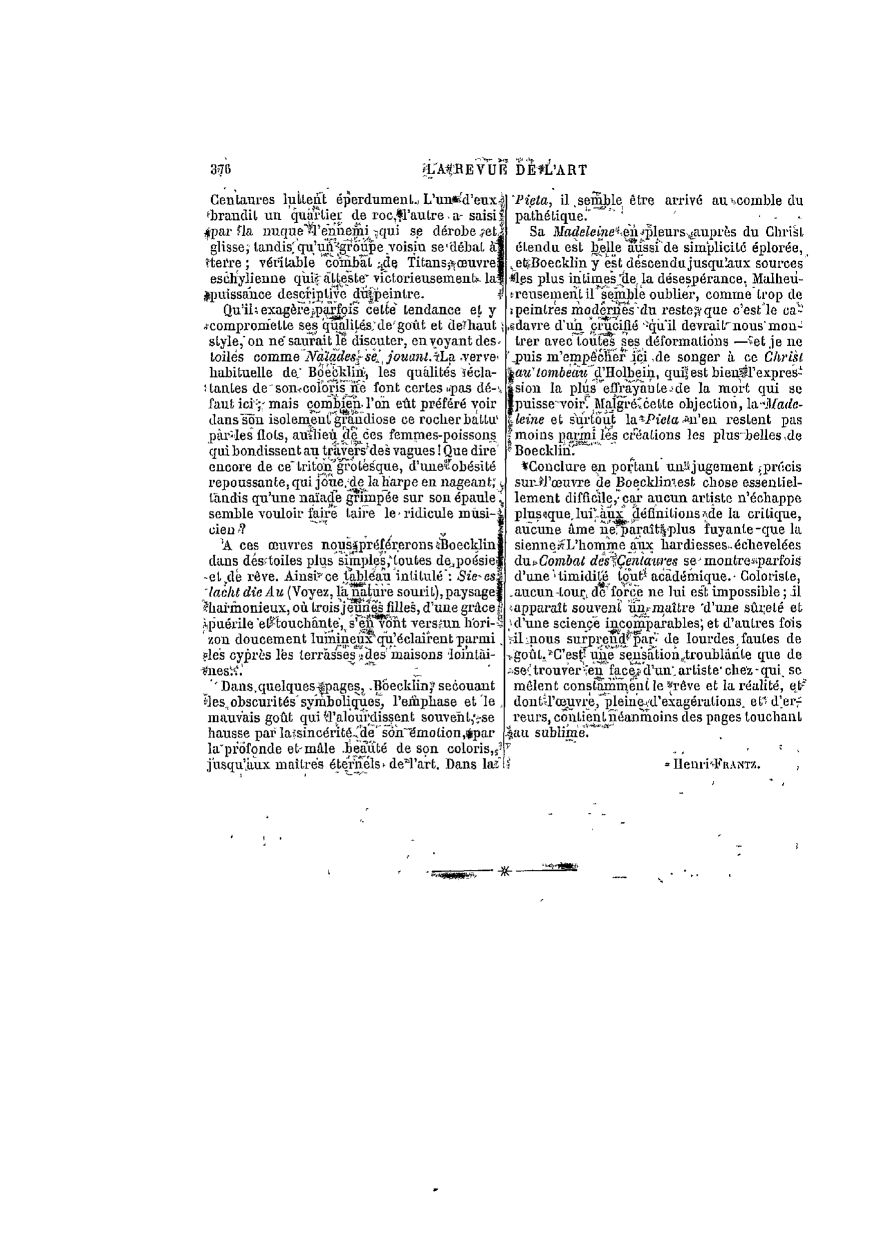 376
LA REVUE DE L'ART
Centaures luttent éperdument. L'un d'eux
brandit un quartier de roc, l'autre a saisi
par la nuque l'ennemi qui se dérobe et
glisse, tandis qu'un groupe voisin se débat à
terre ; véritable combat de Titans, œuvre
eschylienne qui atteste victorieusement la
puissance descriptive du peintre.
Qu'il exagère parfois cette tendance et y
compromette ses qualités de goût et de haut
style, on ne saurait le discuter, en voyant des
toiles comme Naïades se jouant. La verve
habituelle de Boecklin, les qualités écla-
tantes de son coloris ne font certes pas dé-
faut ici ; mais combien l'on eût préféré voir
dans son isolement grandiose ce rocher battu
par les flots, au lieu de ces femmes-poissons
qui bondissent au travers des vagues ! Que dire
encore de ce triton grotesque, d'une obésité
repoussante, qui joue de la harpe en nageant,
tandis qu'une naïade grimpée sur son épaule
semble vouloir faire taire le ridicule musi-
cien ?
A ces œuvres nous préférerons Boecklin
dans des toiles plus simples, toutes de poésie
et de rêve. Ainsi ce tableau intitulé : Sie es
lacht die Au (Voyez, la nature sourit), paysage
harmonieux, où trois jeunes filles, d'une grâce
puérile et touchante, s'en vont vers un hori-
zon doucement lumineux qu'éclairent parmi
les cyprès les terrasses des maisons lointai-
nes.
Dans quelques pages, Boecklin, secouant
les obscurités symboliques, l'emphase et le
mauvais goût qui l'alourdissent souvent, se
hausse par la sincérité de son émotion, par
la profonde et mâle beauté de son coloris,
jusqu'aux maîtres éternels de l'art. Dans la
Pieta, il semble être arrivé au comble du
pathétique.
Sa Madeleine en pleurs auprès du Christ
étendu est belle aussi de simplicité éplorée,
et Boecklin y est descendu jusqu'aux sources
les plus intimes de la désespérance. Malheu-
reusement il semble oublier, comme trop de
peintres modernes du reste, que c'est le ca-
davre d'un crucifié qu'il devrait nous mon-
trer avec toutes ses déformations — et je ne
puis m'empêcher ici de songer à ce Christ
au tombeau d'Holbein, qui est bien l'expres-
sion la plus effrayante de la mort qui se
puisse voir. Malgré cette objection, la Made-
leine et surtout la Pieta n'en restent pas
moins parmi les créations les plus belles de
Boecklin.
Conclure en portant un jugement précis
sur l'œuvre de Boecklin est chose essentiel-
lement difficile, car aucun artiste n'échappe
plus que lui aux définitions de la critique,
aucune âme ne paraît plus fuyante que la
sienne. L'homme aux hardiesses échevelées
du Combat des Centaures se montre parfois
d'une timidité tout académique. Coloriste,
aucun tour de force ne lui est impossible ; il
apparaît souvent un maître d'une sûreté et
d'une science incomparables ; et d'autres fois
il nous surprend par de lourdes fautes de
goût. C'est une sensation troublante que de
se trouver en face d'un artiste chez qui se
mêlent constamment le rêve et la réalité, et
dont l'œuvre, pleine d'exagérations et d'er-
reurs, contient néanmoins des pages touchant
au sublime.
Henri FRANTZ.